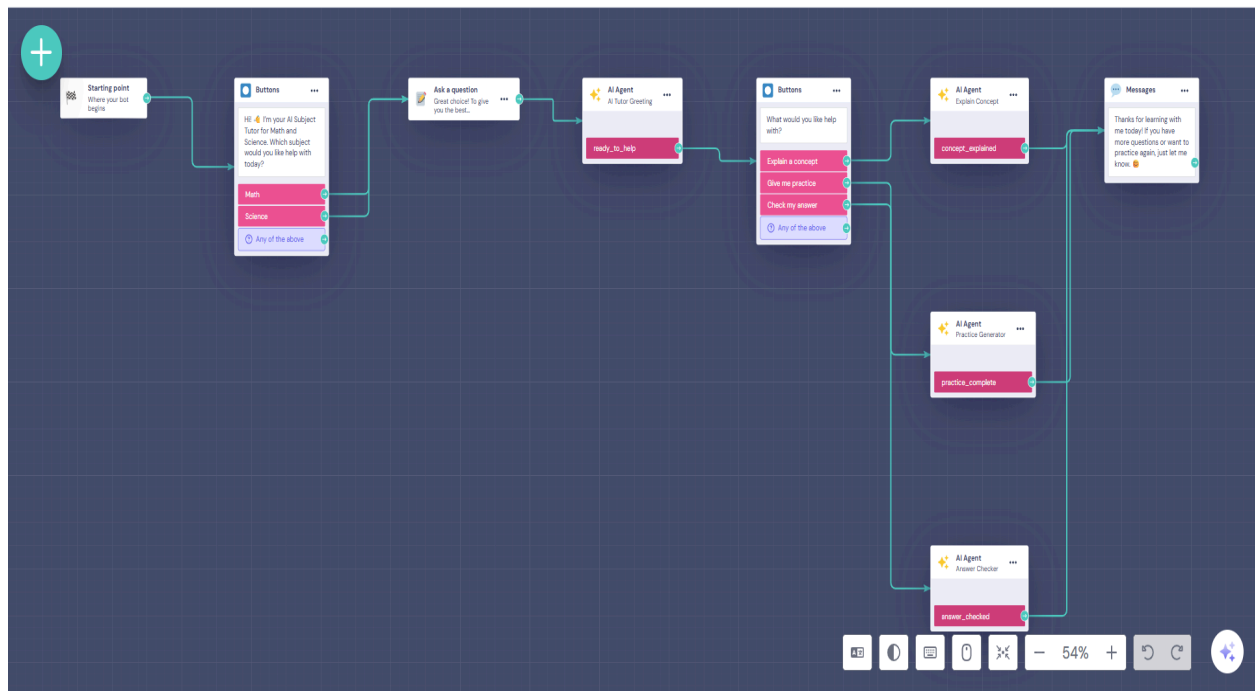 Starting point
Where your bot
begins
Buttons
Hi! 👋 I'm your AI Subject
Tutor for Math and
Science. Which subject
would you like help with
today?
Math
Science
Any of the above
Ask a question
Great choice! To give
you the best...
AI Agent
AI Tutor Greeting
ready_to_help
Buttons
What would you like help
with?
Explain a concept
Give me practice
Check my answer
Any of the above
AI Agent
Explain Concept
concept_explained
Messages
Thanks for learning with
me today! If you have
more questions or want to
practice again, just let me
know.
AI Agent
Practice Generator
practice_complete
AI Agent
Answer Checker
answer_checked
54%